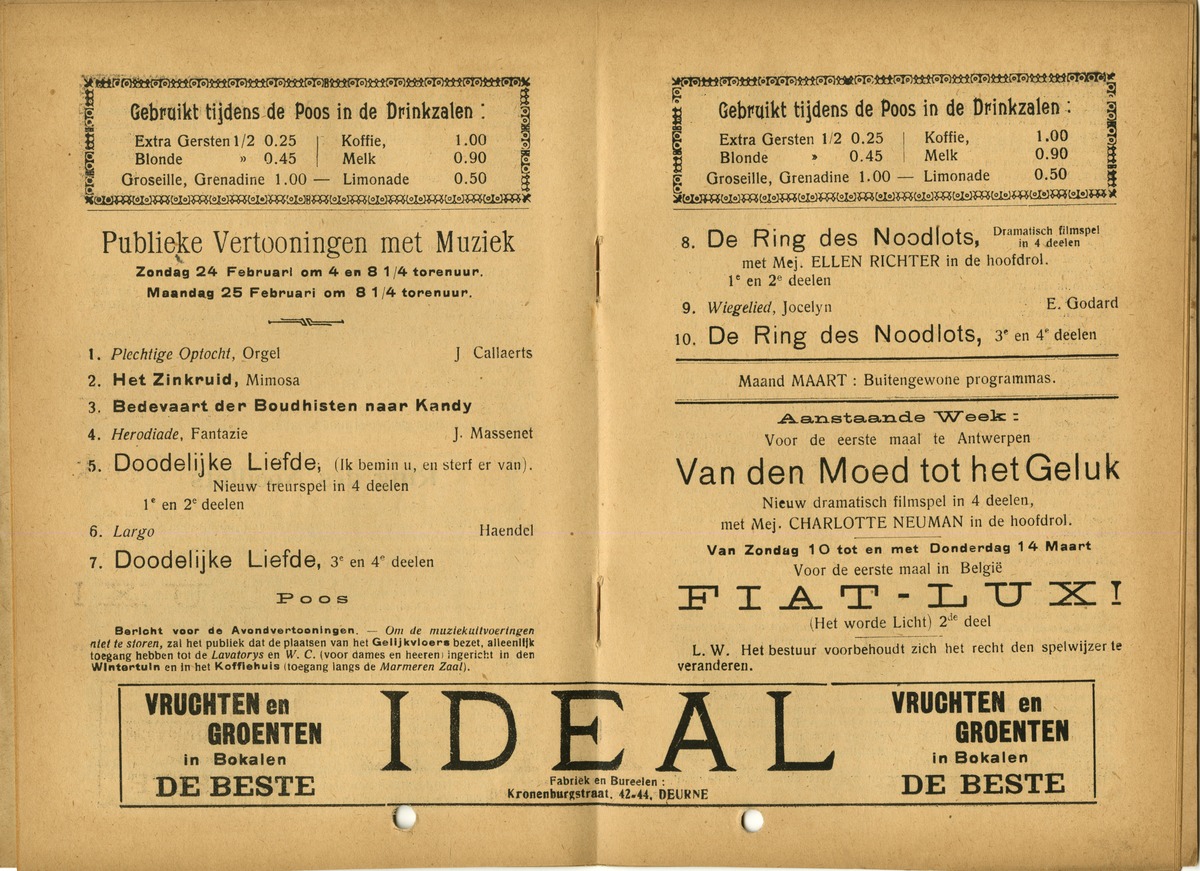 Gebruikt tijdens de Poos in de Drinkzalen :
Extra Gersten 1/2 0.25 | Koffie, 1.00
Blonde » 0.45 | Melk 0.90
Groseille, Grenadine 1.00 — Limonade 0.50
Publieke Vertooningen met Muziek
Zondag 24 Februari om 4 en 8 1/4 torenuur.
Maandag 25 Februari om 8 1/4 torenuur.
1. Plechtige Optocht, Orgel J Callaerts
2. Het Zinkruid, Mimosa
3. Bedevaart der Boudhisten naar Kandy
4. Herodiade, Fantazie J. Massenet
5. Doodelijke Liefde, (Ik bemin u, en sterf er van).
Nieuw treurspel in 4 deelen
1e en 2e deelen
6. Largo Haendel
7. Doodelijke Liefde, 3e en 4e deelen
Poos
Bericht voor de Avondvertooningen. — Om de muziekuitvoeringen
niet te storen, zal het publiek dat de plaatsen van het Gelijkvloers bezet, alleenlijk
toegang hebben tot de Lavatorys en W. C. (voor dames en heeren) ingericht in den
Wintertuin en in het Koffiehuis (toegang langs de Marmeren Zaal).
Gebruikt tijdens de Poos in de Drinkzalen :
Extra Gersten 1/2 0.25 | Koffie, 1.00
Blonde » 0.45 | Melk 0.90
Groseille, Grenadine 1.00 — Limonade 0.50
8. De Ring des Noodlots, Dramatisch filmspel
in 4 deelen
met Mej. ELLEN RICHTER in de hoofdrol.
1e en 2e deelen
9. Wiegelied, Jocelyn E. Godard
10. De Ring des Noodlots, 3e en 4e deelen
Maand MAART : Buitengewone programmas.
Aanstaande Week :
Voor de eerste maal te Antwerpen
Van den Moed tot het Geluk
Nieuw dramatisch filmspel in 4 deelen,
met Mej. CHARLOTTE NEUMAN in de hoofdrol.
Van Zondag 10 tot en met Donderdag 14 Maart
Voor de eerste maal in België
FIAT-LUX!
(Het worde Licht) 2de deel
L. W. Het bestuur voorbehoudt zich het recht den spelwijzer te
veranderen.
VRUCHTEN en
GROENTEN
in Bokalen
DE BESTE
IDEAL
Fabriek en Bureelen :
Kronenburgstraat, 42-44, DEURNE
VRUCHTEN en
GROENTEN
in Bokalen
DE BESTE